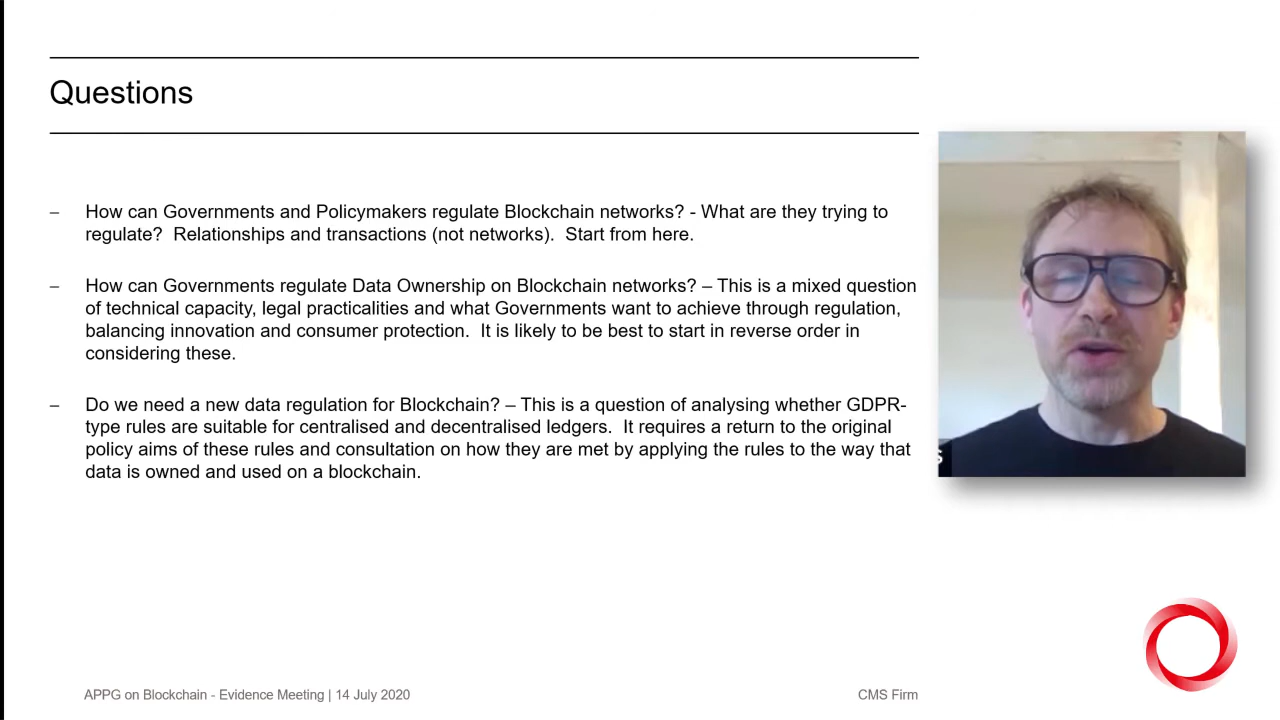 Questions
– How can Governments and Policymakers regulate Blockchain networks? - What are they trying to
regulate?  Relationships and transactions (not networks).  Start from here.
– How can Governments regulate Data Ownership on Blockchain networks? – This is a mixed question
of technical capacity, legal practicalities and what Governments want to achieve through regulation,
balancing innovation and consumer protection.  It is likely to be best to start in reverse order in
considering these.
– Do we need a new data regulation for Blockchain? – This is a question of analysing whether GDPR-
type rules are suitable for centralised and decentralised ledgers.  It requires a return to the original
policy aims of these rules and consultation on how they are met by applying the rules to the way that
data is owned and used on a blockchain.
APPG on Blockchain - Evidence Meeting | 14 July 2020
CMS Firm